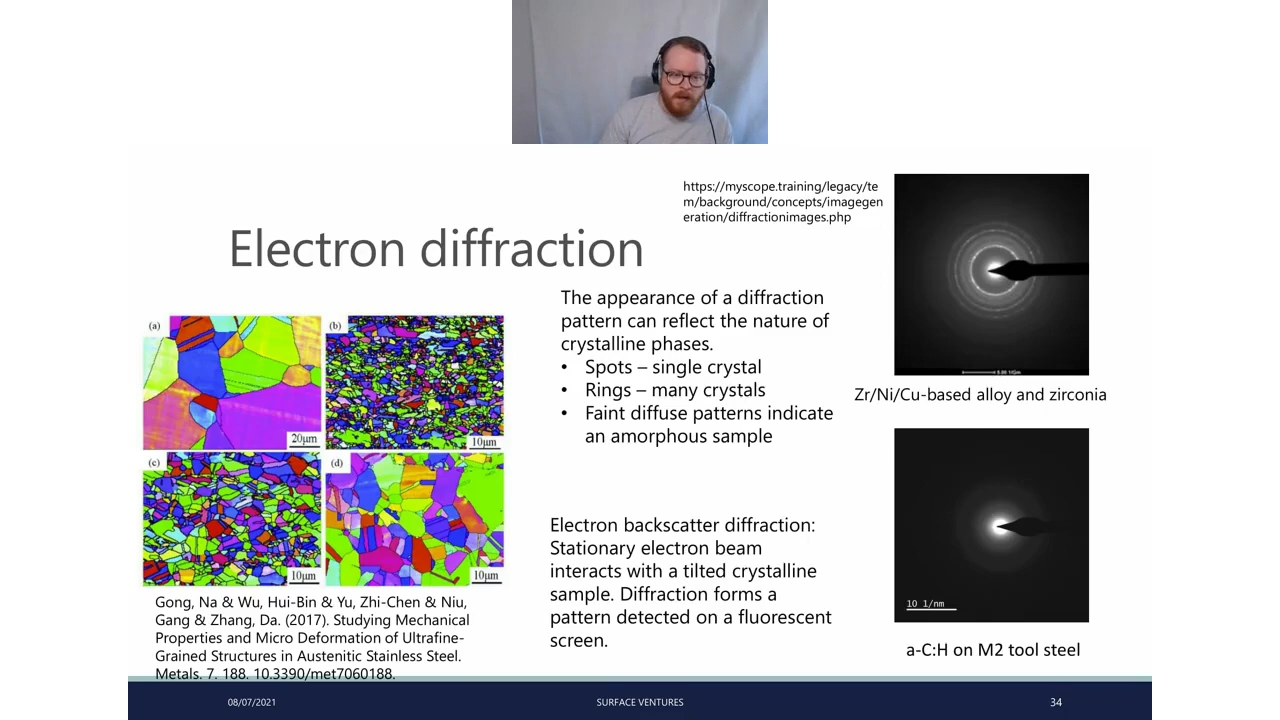 https://myscope.training/legacy/te
m/background/concepts/imagegen
eration/diffractionimages.php
Electron diffraction
The appearance of a diffraction
pattern can reflect the nature of
crystalline phases.
• Spots – single crystal
• Rings – many crystals
• Faint diffuse patterns indicate
an amorphous sample
Zr/Ni/Cu-based alloy and zirconia
(a)
20μm
(b)
10μm
(c)
10μm
(d)
10μm
Electron backscatter diffraction:
Stationary electron beam
interacts with a tilted crystalline
sample. Diffraction forms a
pattern detected on a fluorescent
screen.
10 1/nm
a-C:H on M2 tool steel
Gong, Na & Wu, Hui-Bin & Yu, Zhi-Chen & Niu,
Gang & Zhang, Da. (2017). Studying Mechanical
Properties and Micro Deformation of Ultrafine-
Grained Structures in Austenitic Stainless Steel.
Metals. 7. 188. 10.3390/met7060188.
08/07/2021
SURFACE VENTURES
34